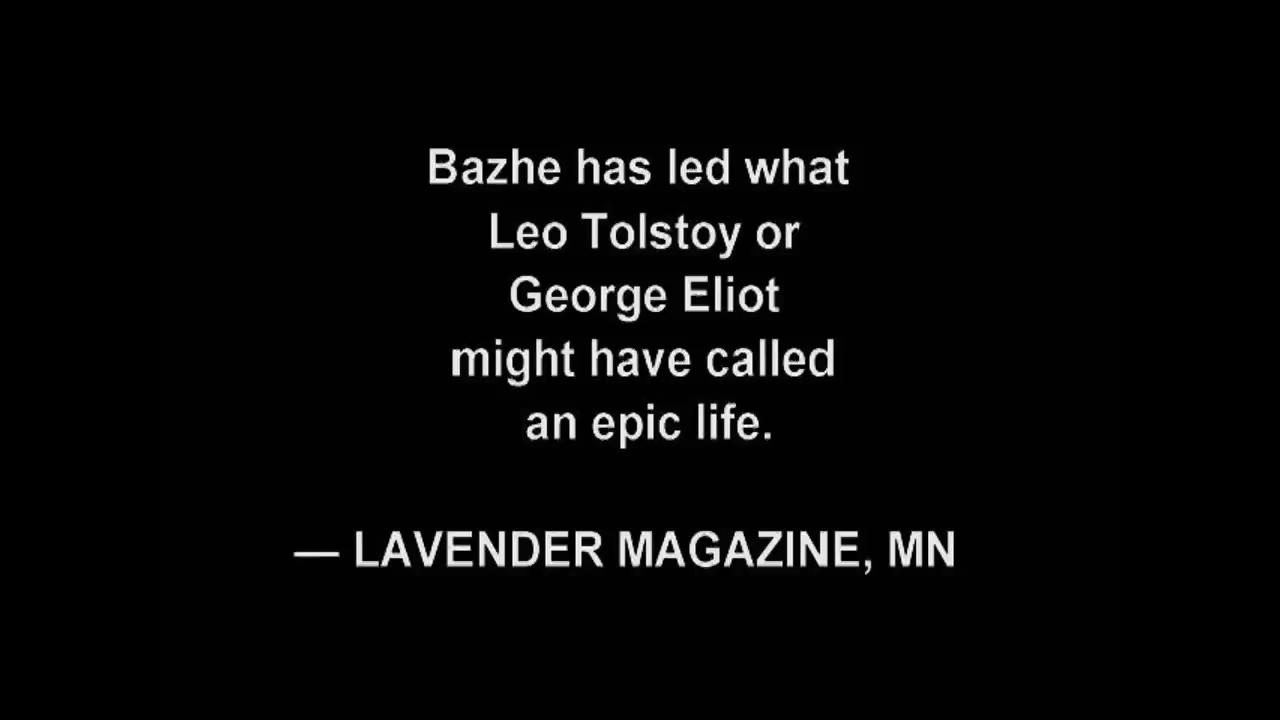 Bazhe has led what
Leo Tolstoy or
George Eliot
might have called
an epic life.
— LAVENDER MAGAZINE, MN